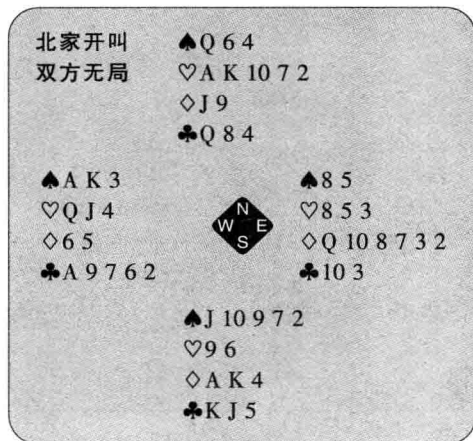 北家开叫 ♠Q 6 4
双方无局 ♡A K 10 7 2
♢J 9
♣Q 8 4
♠A K 3
♡Q J 4
♢6 5
♣A 9 7 6 2
N
W E
S
♠8 5
♡8 5 3
♢Q 10 8 7 3 2
♣10 3
♠J 10 9 7 2
♡9 6
♢A K 4
♣K J 5